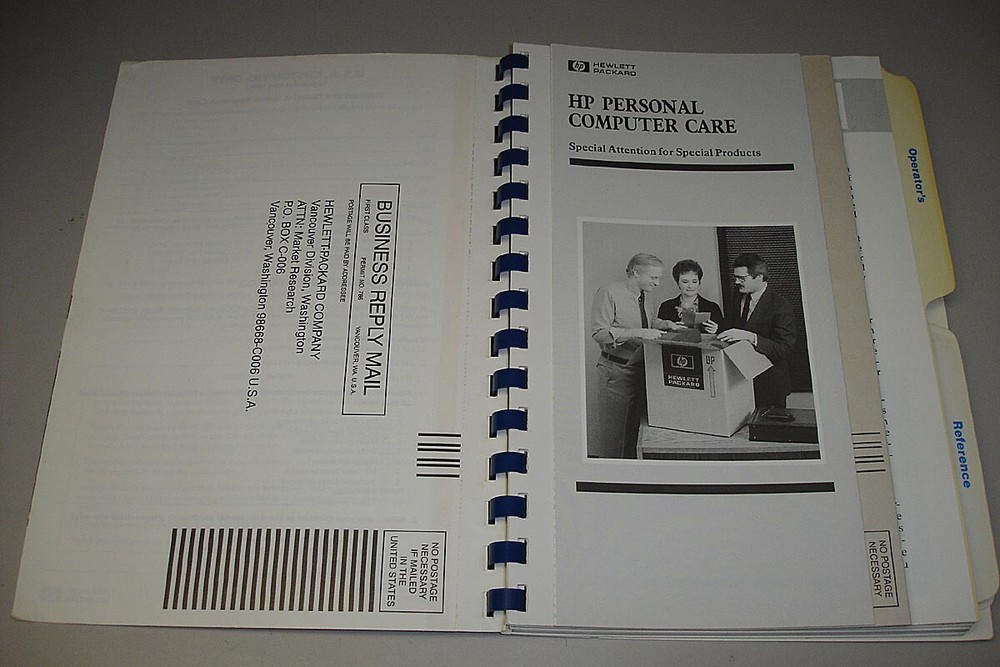 BUSINESS REPLY MAIL
FIRST CLASS PERMIT NO. 786 VANCOUVER, WA. U.S.A.
POSTAGE WILL BE PAID BY ADDRESSEE
HEWLETT-PACKARD COMPANY
Vancouver Division, Washington
ATTN: Market Research
P.O. BOX C-006
Vancouver, Washington 98668-C006 U.S.A.
NO POSTAGE
NECESSARY
IF MAILED
IN THE
UNITED STATES
hp HEWLETT
PACKARD
HP PERSONAL
COMPUTER CARE
Special Attention for Special Products
hp
HEWLETT
PACKARD
UP
Operator's
Reference
NO POSTAGE
NECESSARY